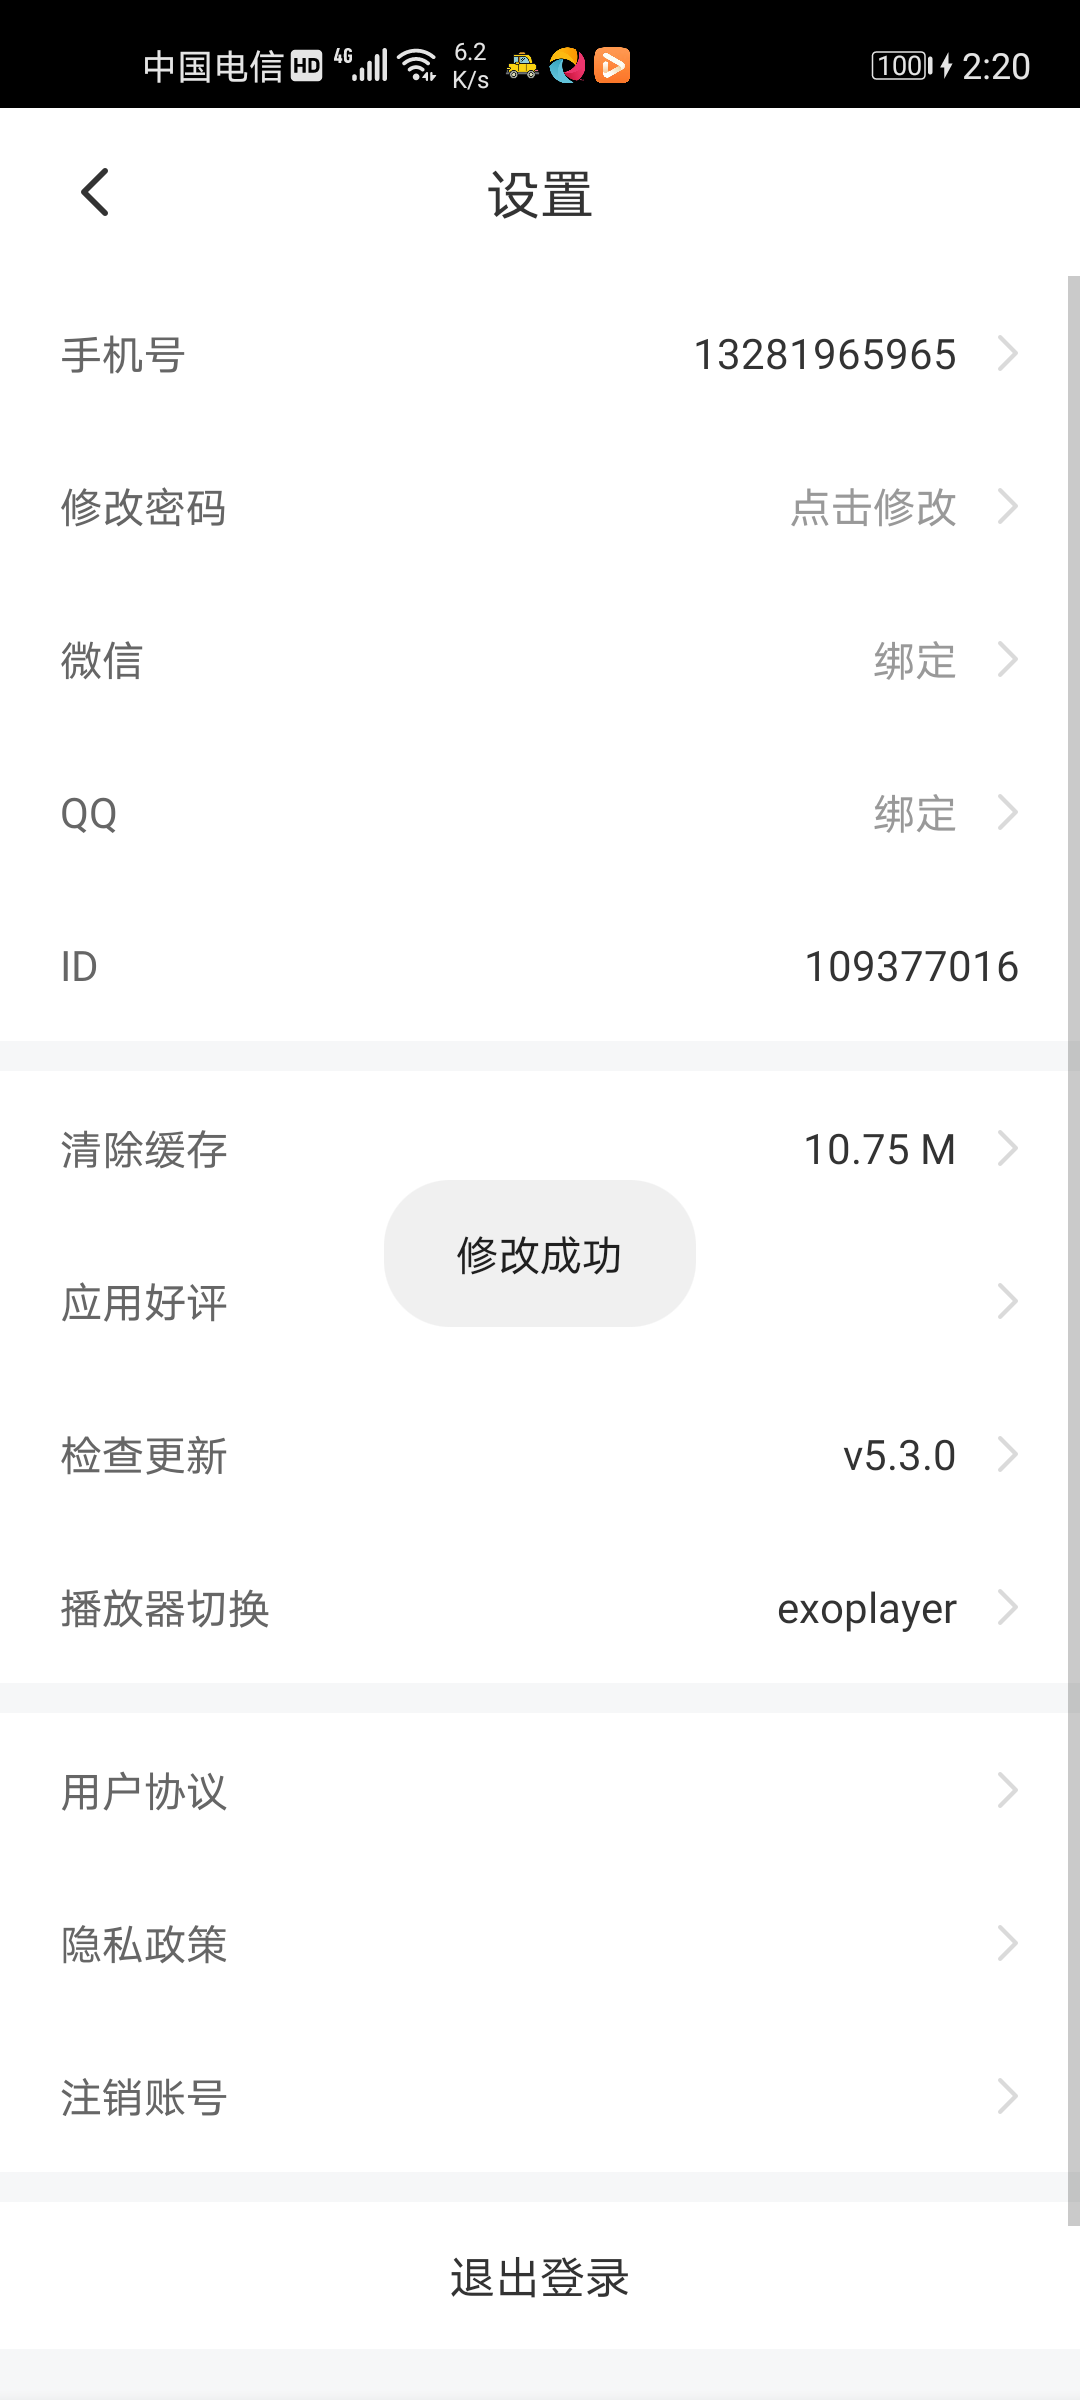 中国电信 HD 4G 6.2 K/s 100 2:20
设置
手机号 13281965965
修改密码 点击修改
微信 绑定
QQ 绑定
ID 109377016
清除缓存 10.75 M
修改成功
应用好评
检查更新 v5.3.0
播放器切换 exoplayer
用户协议
隐私政策
注销账号
退出登录